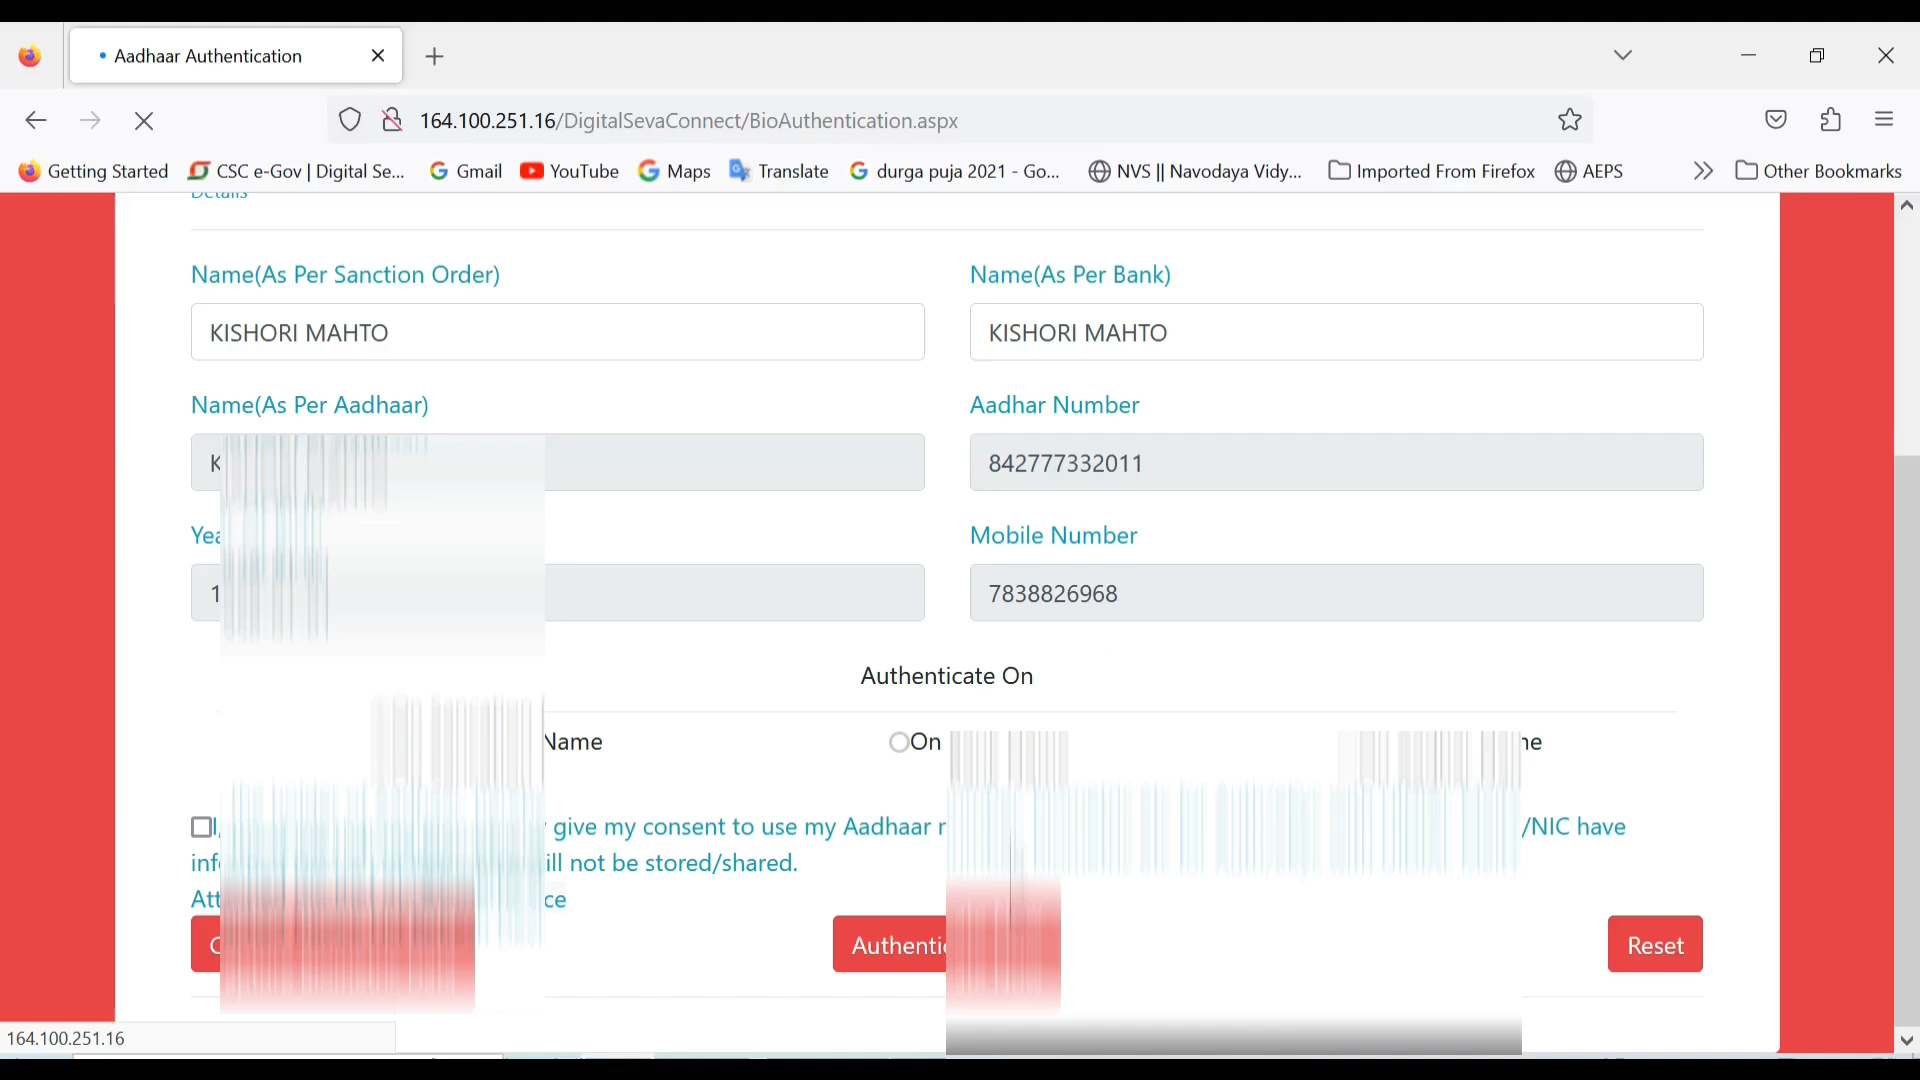 Aadhaar Authentication
164.100.251.16/DigitalSevaConnect/BioAuthentication.aspx
Getting Started CSC e-Gov | Digital Se... Gmail YouTube Maps Translate durga puja 2021 - Go... NVS || Navodaya Vidy... Imported From Firefox AEPS Other Bookmarks
Details
Name(As Per Sanction Order) Name(As Per Bank)
KISHORI MAHTO KISHORI MAHTO
Name(As Per Aadhaar) Aadhar Number
K 842777332011
Mobile Number
7838826968
Authenticate On
Name On
give my consent to use my Aadhaar /NIC have
ill not be stored/shared.
Reset
164.100.251.16